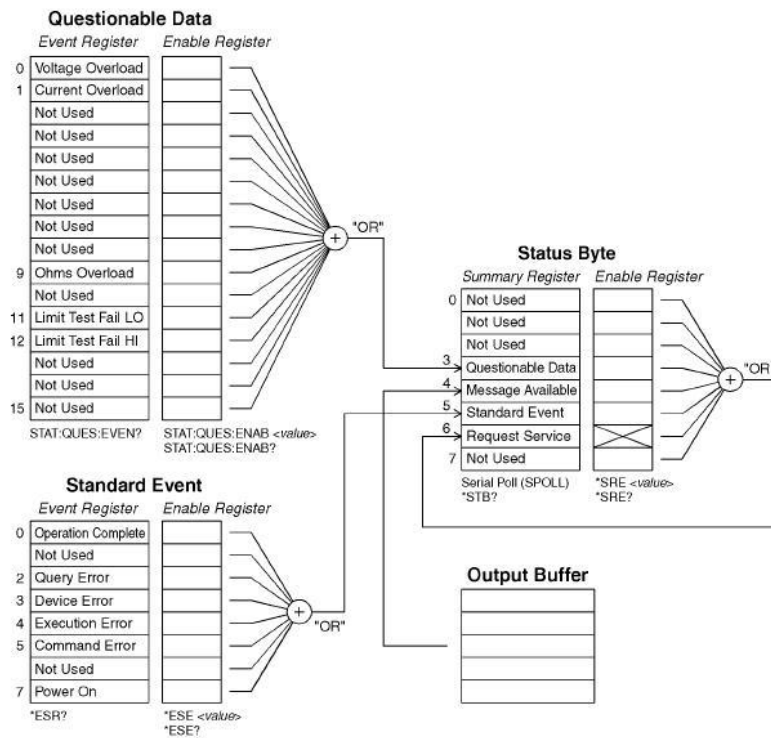 Questionable Data
Event Register Enable Register
0 Voltage Overload
1 Current Overload
Not Used
Not Used
Not Used
Not Used
Not Used
Not Used
Not Used
9 Ohms Overload
Not Used
11 Limit Test Fail LO
12 Limit Test Fail HI
Not Used
Not Used
15 Not Used
STAT:QUES:EVEN? STAT:QUES:ENAB <value>
STAT:QUES:ENAB?
+
"OR"
Standard Event
Event Register Enable Register
0 Operation Complete
Not Used
2 Query Error
3 Device Error
4 Execution Error
5 Command Error
Not Used
7 Power On
*ESR? *ESE <value>
*ESE?
+
"OR"
Status Byte
Summary Register Enable Register
0 Not Used
Not Used
Not Used
3 Questionable Data
4 Message Available
5 Standard Event
6 Request Service
7 Not Used
Serial Poll (SPOLL) *SRE <value>
*STB? *SRE?
+
"OR
Output Buffer